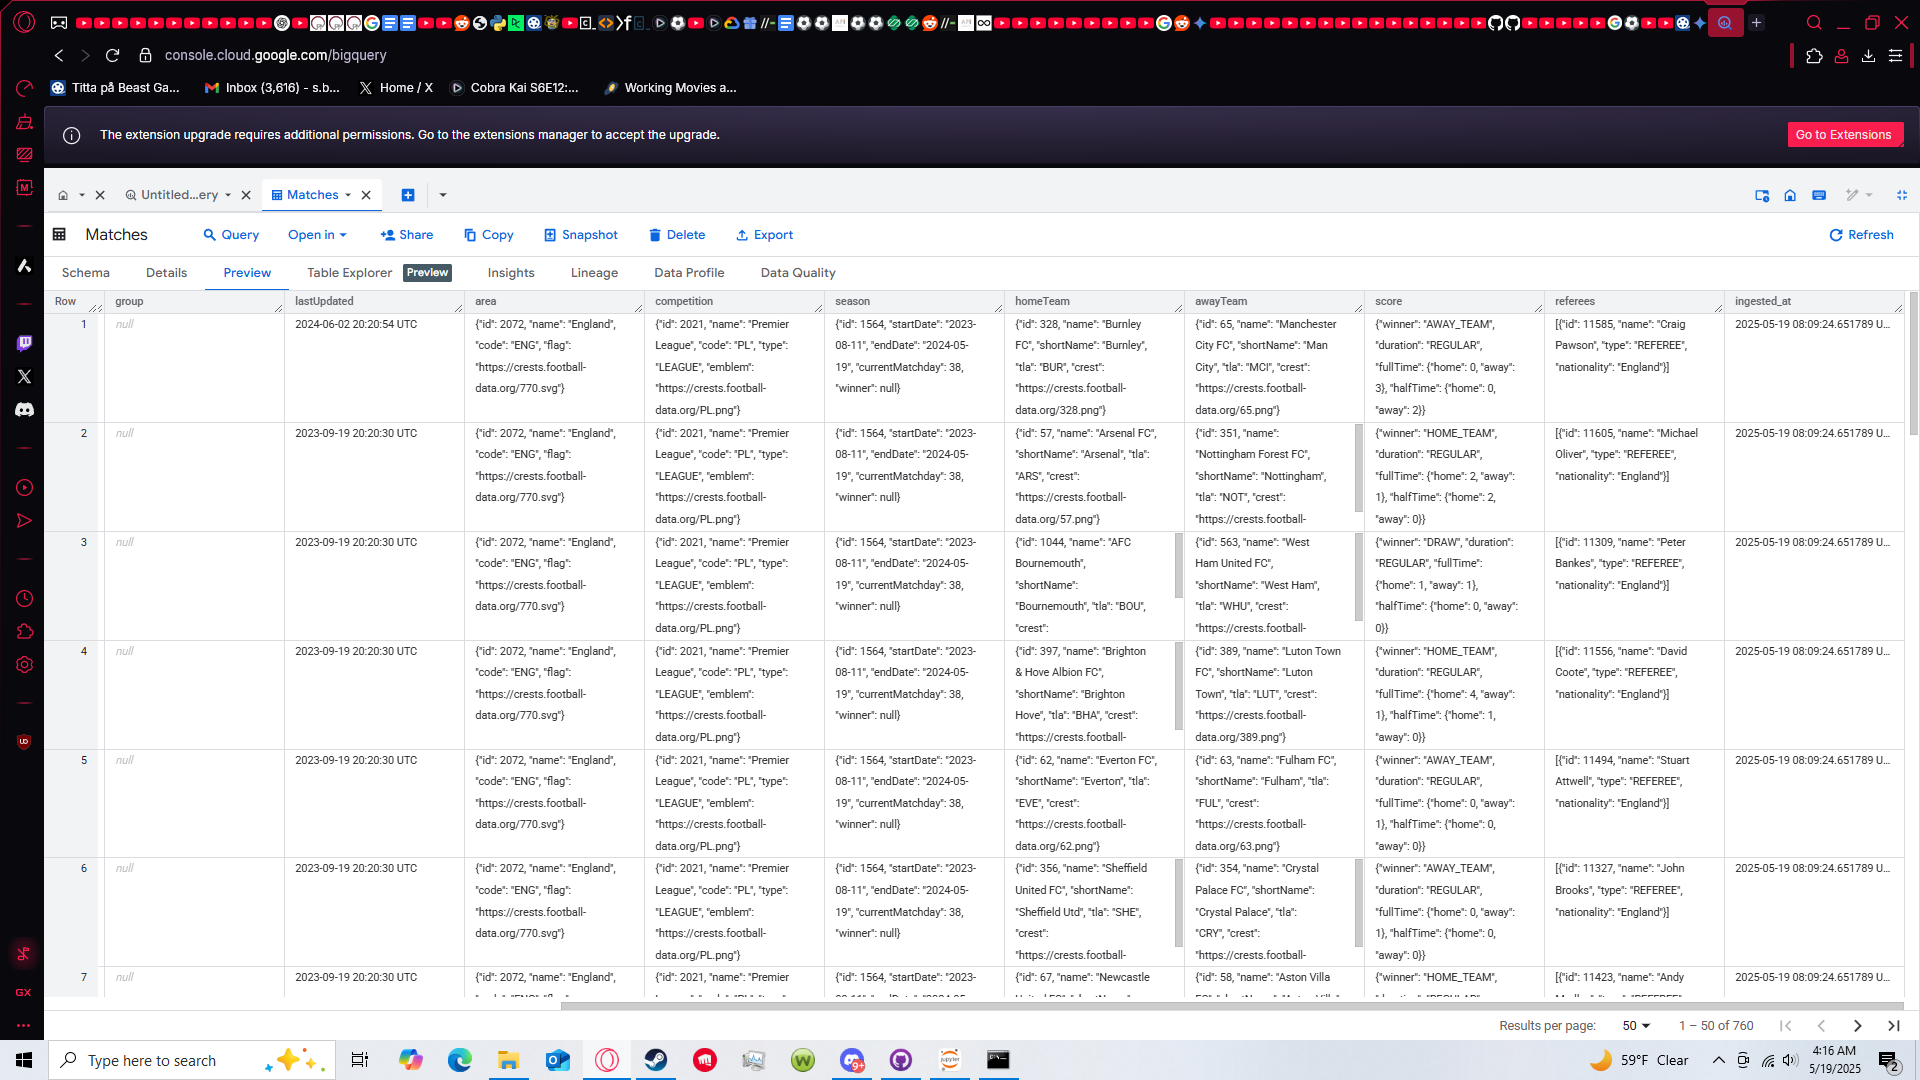 console.cloud.google.com/bigquery
Titta på Beast Ga...
Inbox (3,616) - s.b...
Home / X
Cobra Kai S6E12:...
Working Movies a...
The extension upgrade requires additional permissions. Go to the extensions manager to accept the upgrade.
Go to Extensions
Untitled...ery
Matches
Matches
Query
Open in
Share
Copy
Snapshot
Delete
Export
Refresh
Schema
Details
Preview
Table Explorer
Preview
Insights
Lineage
Data Profile
Data Quality
Row
group
lastUpdated
area
competition
season
homeTeam
awayTeam
score
referees
ingested_at
1
null
2024-06-02 20:20:54 UTC
{"id": 2072, "name": "England",
"code": "ENG", "flag":
"https://crests.football-
data.org/770.svg"}
{"id": 2021, "name": "Premier
League", "code": "PL", "type":
"LEAGUE", "emblem":
"https://crests.football-
data.org/PL.png"}
{"id": 1564, "startDate": "2023-
08-11", "endDate": "2024-05-
19", "currentMatchday": 38,
"winner": null}
{"id": 328, "name": "Burnley
FC", "shortName": "Burnley",
"tla": "BUR", "crest":
"https://crests.football-
data.org/328.png"}
{"id": 65, "name": "Manchester
City FC", "shortName": "Man
City", "tla": "MCI", "crest":
"https://crests.football-
data.org/65.png"}
{"winner": "AWAY_TEAM",
"duration": "REGULAR",
"fullTime": {"home": 0, "away":
3}, "halfTime": {"home": 0,
"away": 2}}
[{"id": 11585, "name": "Craig
Pawson", "type": "REFEREE",
"nationality": "England"}]
2025-05-19 08:09:24.651789 U...
2
null
2023-09-19 20:20:30 UTC
{"id": 2072, "name": "England",
"code": "ENG", "flag":
"https://crests.football-
data.org/770.svg"}
{"id": 2021, "name": "Premier
League", "code": "PL", "type":
"LEAGUE", "emblem":
"https://crests.football-
data.org/PL.png"}
{"id": 1564, "startDate": "2023-
08-11", "endDate": "2024-05-
19", "currentMatchday": 38,
"winner": null}
{"id": 57, "name": "Arsenal FC",
"shortName": "Arsenal", "tla":
"ARS", "crest":
"https://crests.football-
data.org/57.png"}
{"id": 351, "name":
"Nottingham Forest FC",
"shortName": "Nottingham",
"tla": "NOT", "crest":
"https://crests.football-
{"winner": "HOME_TEAM",
"duration": "REGULAR",
"fullTime": {"home": 2, "away":
1}, "halfTime": {"home": 2,
"away": 0}}
[{"id": 11605, "name": "Michael
Oliver", "type": "REFEREE",
"nationality": "England"}]
2025-05-19 08:09:24.651789 U...
3
null
2023-09-19 20:20:30 UTC
{"id": 2072, "name": "England",
"code": "ENG", "flag":
"https://crests.football-
data.org/770.svg"}
{"id": 2021, "name": "Premier
League", "code": "PL", "type":
"LEAGUE", "emblem":
"https://crests.football-
data.org/PL.png"}
{"id": 1564, "startDate": "2023-
08-11", "endDate": "2024-05-
19", "currentMatchday": 38,
"winner": null}
{"id": 1044, "name": "AFC
Bournemouth",
"shortName":
"Bournemouth", "tla": "BOU",
"crest":
{"id": 563, "name": "West
Ham United FC",
"shortName": "West Ham",
"tla": "WHU", "crest":
"https://crests.football-
{"winner": "DRAW", "duration":
"REGULAR", "fullTime":
{"home": 1, "away": 1},
"halfTime": {"home": 0, "away":
0}}
[{"id": 11309, "name": "Peter
Bankes", "type": "REFEREE",
"nationality": "England"}]
2025-05-19 08:09:24.651789 U...
4
null
2023-09-19 20:20:30 UTC
{"id": 2072, "name": "England",
"code": "ENG", "flag":
"https://crests.football-
data.org/770.svg"}
{"id": 2021, "name": "Premier
League", "code": "PL", "type":
"LEAGUE", "emblem":
"https://crests.football-
data.org/PL.png"}
{"id": 1564, "startDate": "2023-
08-11", "endDate": "2024-05-
19", "currentMatchday": 38,
"winner": null}
{"id": 397, "name": "Brighton
& Hove Albion FC",
"shortName": "Brighton
Hove", "tla": "BHA", "crest":
"https://crests.football-
{"id": 389, "name": "Luton Town
FC", "shortName": "Luton
Town", "tla": "LUT", "crest":
"https://crests.football-
data.org/389.png"}
{"winner": "HOME_TEAM",
"duration": "REGULAR",
"fullTime": {"home": 4, "away":
1}, "halfTime": {"home": 1,
"away": 0}}
[{"id": 11556, "name": "David
Coote", "type": "REFEREE",
"nationality": "England"}]
2025-05-19 08:09:24.651789 U...
5
null
2023-09-19 20:20:30 UTC
{"id": 2072, "name": "England",
"code": "ENG", "flag":
"https://crests.football-
data.org/770.svg"}
{"id": 2021, "name": "Premier
League", "code": "PL", "type":
"LEAGUE", "emblem":
"https://crests.football-
data.org/PL.png"}
{"id": 1564, "startDate": "2023-
08-11", "endDate": "2024-05-
19", "currentMatchday": 38,
"winner": null}
{"id": 62, "name": "Everton FC",
"shortName": "Everton", "tla":
"EVE", "crest":
"https://crests.football-
data.org/62.png"}
{"id": 63, "name": "Fulham FC",
"shortName": "Fulham", "tla":
"FUL", "crest":
"https://crests.football-
data.org/63.png"}
{"winner": "AWAY_TEAM",
"duration": "REGULAR",
"fullTime": {"home": 0, "away":
1}, "halfTime": {"home": 0,
"away": 0}}
[{"id": 11494, "name": "Stuart
Attwell", "type": "REFEREE",
"nationality": "England"}]
2025-05-19 08:09:24.651789 U...
6
null
2023-09-19 20:20:30 UTC
{"id": 2072, "name": "England",
"code": "ENG", "flag":
"https://crests.football-
data.org/770.svg"}
{"id": 2021, "name": "Premier
League", "code": "PL", "type":
"LEAGUE", "emblem":
"https://crests.football-
data.org/PL.png"}
{"id": 1564, "startDate": "2023-
08-11", "endDate": "2024-05-
19", "currentMatchday": 38,
"winner": null}
{"id": 356, "name": "Sheffield
United FC", "shortName":
"Sheffield Utd", "tla": "SHE",
"crest":
"https://crests.football-
{"id": 354, "name": "Crystal
Palace FC", "shortName":
"Crystal Palace", "tla":
"CRY", "crest":
"https://crests.football-
{"winner": "AWAY_TEAM",
"duration": "REGULAR",
"fullTime": {"home": 0, "away":
1}, "halfTime": {"home": 0,
"away": 0}}
[{"id": 11327, "name": "John
Brooks", "type": "REFEREE",
"nationality": "England"}]
2025-05-19 08:09:24.651789 U...
7
null
2023-09-19 20:20:30 UTC
{"id": 2072, "name": "England",
{"id": 2021, "name": "Premier
{"id": 1564, "startDate": "2023-
{"id": 67, "name": "Newcastle
{"id": 58, "name": "Aston Villa
{"winner": "HOME_TEAM",
[{"id": 11423, "name": "Andy
2025-05-19 08:09:24.651789 U...
GX
Results per page:
50
1 – 50 of 760
Type here to search
59°F Clear
4:16 AM
5/19/2025
2